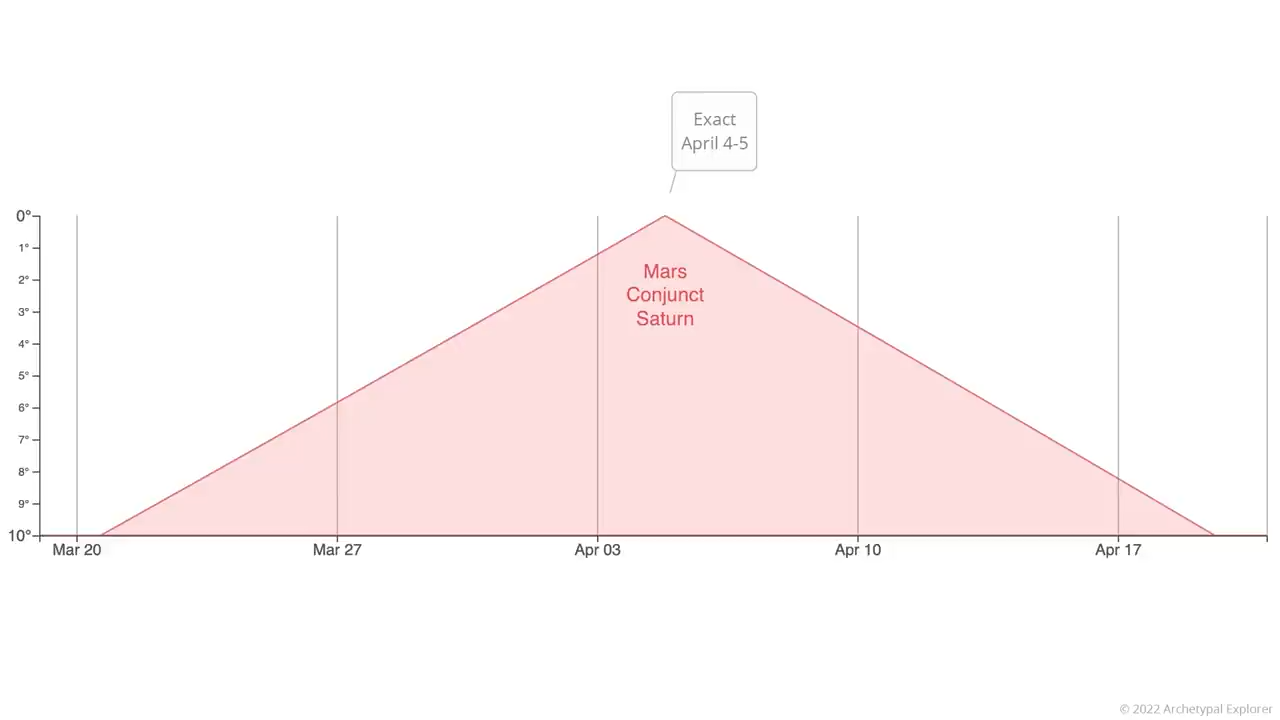 Exact
April 4-5
0°
1°
2°
3°
4°
5°
6°
7°
8°
9°
10°
Mars
Conjunct
Saturn
Mar 20
Mar 27
Apr 03
Apr 10
Apr 17
© 2022 Archetypal Explorer